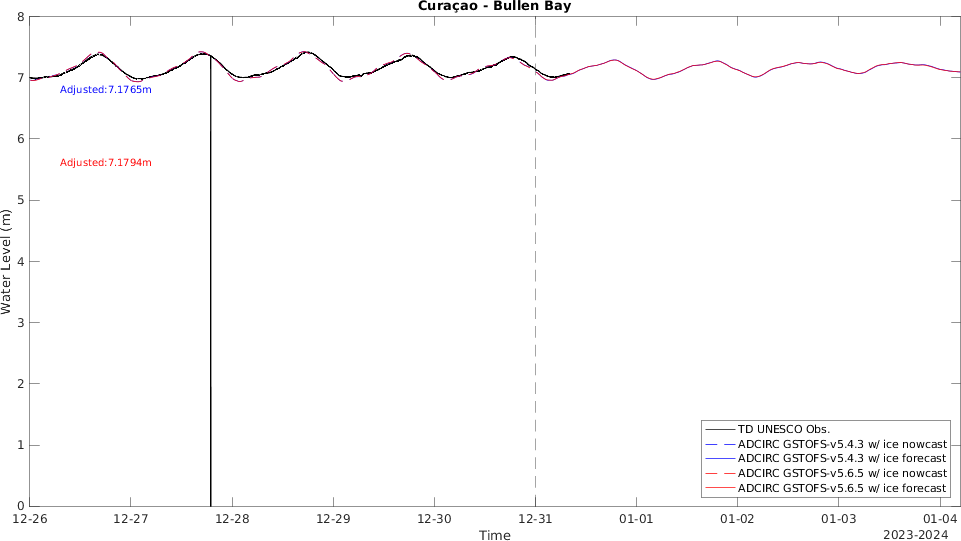 Curaçao - Bullen Bay
8
7
6
5
4
3
2
1
0
Water Level (m)
Adjusted:7.1765m
Adjusted:7.1794m
TD UNESCO Obs.
ADCIRC GSTOFS-v5.4.3 w/ ice nowcast
ADCIRC GSTOFS-v5.4.3 w/ ice forecast
ADCIRC GSTOFS-v5.6.5 w/ ice nowcast
ADCIRC GSTOFS-v5.6.5 w/ ice forecast
12-26 12-27 12-28 12-29 12-30 12-31 01-01 01-02 01-03 01-04
Time
2023-2024